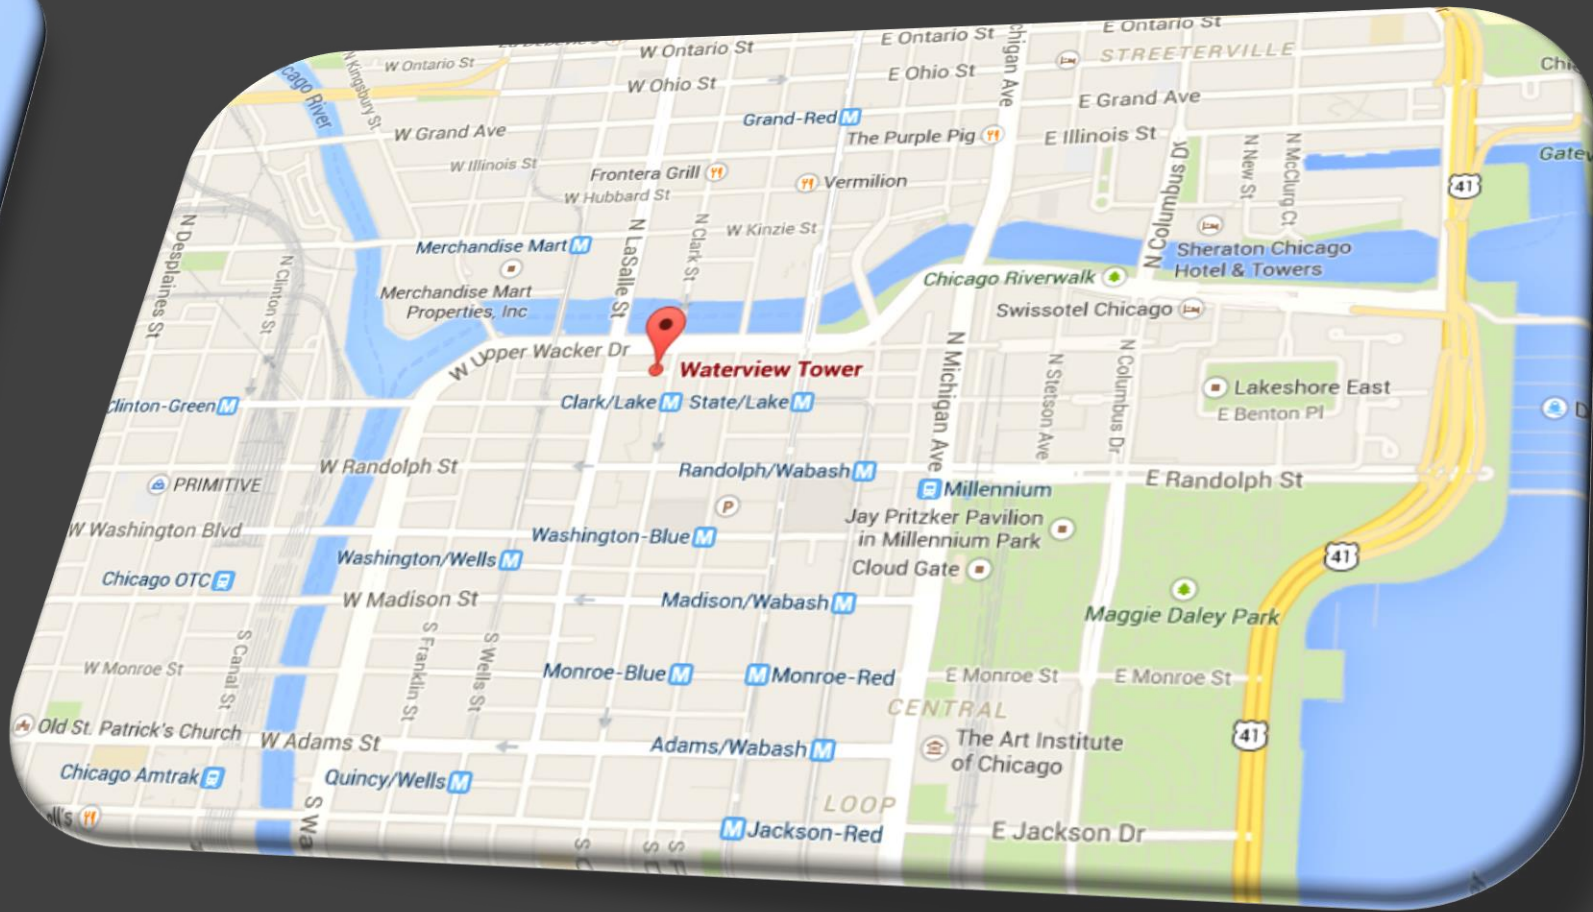 W Ontario St
W Ontario St
E Ontario St
E Ontario St
STREETERVILLE
W Ohio St
E Ohio St
N Kingsbury St
E Grand Ave
Grand-Red
W Grand Ave
The Purple Pig
E Illinois St
W Illinois St
Frontera Grill
Vermilion
W Hubbard St
W Kinzie St
N Clark St
N LaSalle St
N Columbus Dr
N New St
N McClurg Ct
41
N Desplaines St
N Clinton St
Merchandise Mart
Merchandise Mart
Properties, Inc
Sheraton Chicago
Hotel & Towers
Chicago Riverwalk
Swissotel Chicago
W Upper Wacker Dr
Waterview Tower
N Michigan Ave
N Stetson Ave
N Columbus Dr
Lakeshore East
E Benton Pl
Clinton-Green
Clark/Lake
State/Lake
W Randolph St
Randolph/Wabash
E Randolph St
PRIMITIVE
P
Millennium
Jay Pritzker Pavilion
in Millennium Park
W Washington Blvd
Washington-Blue
Washington/Wells
41
Cloud Gate
Chicago OTC
W Madison St
Madison/Wabash
Maggie Daley Park
S Canal St
S Franklin St
S Wells St
W Monroe St
Monroe-Blue
Monroe-Red
E Monroe St
E Monroe St
CENTRAL
Old St. Patrick's Church
W Adams St
Adams/Wabash
The Art Institute
of Chicago
41
Chicago Amtrak
Quincy/Wells
LOOP
Jackson-Red
E Jackson Dr